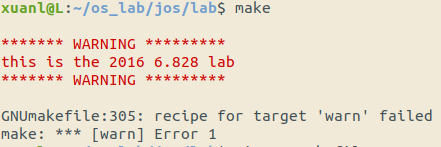 xuanl@L:~/os_lab/jos/lab$ make
******* WARNING *********
this is the 2016 6.828 lab
******* WARNING *********
GNUmakefile:305: recipe for target 'warn' failed
make: *** [warn] Error 1